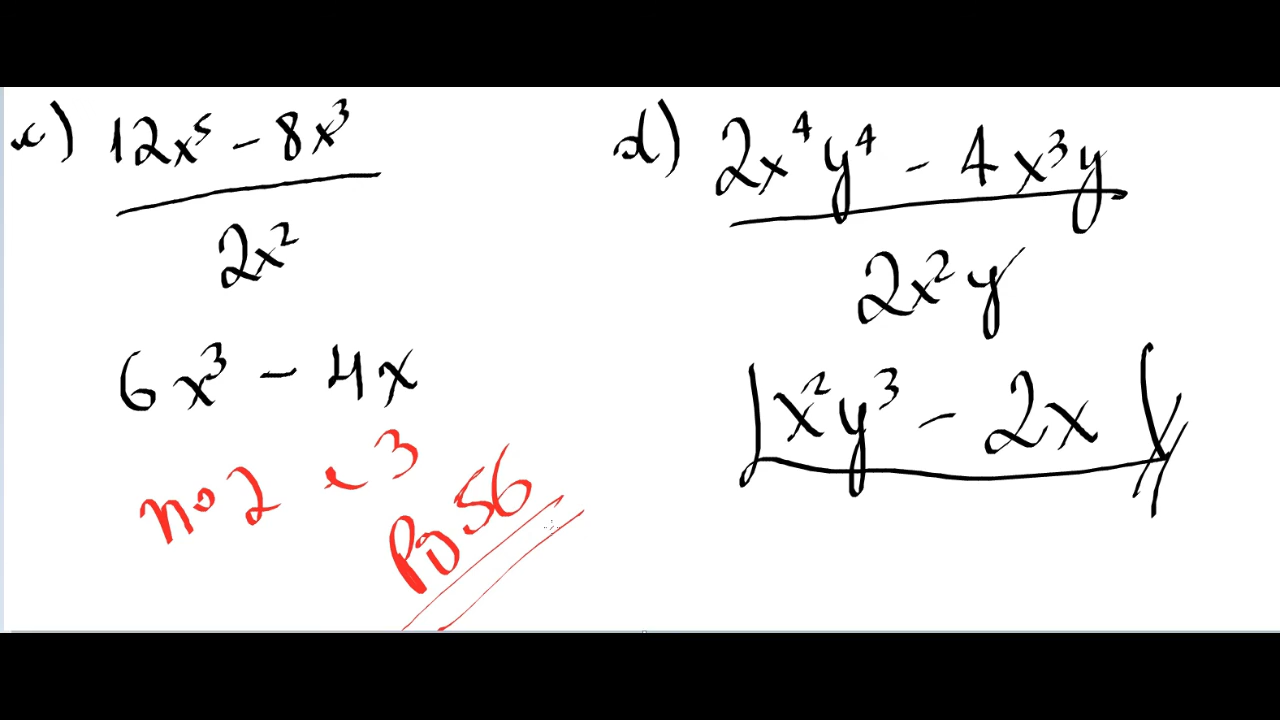 c) 12x⁵ - 8x³
2x²
6x³ - 4x
no 2 e 3
Pg 56
d) 2x⁴y⁴ - 4x³y
2x²y
x²y³ - 2x